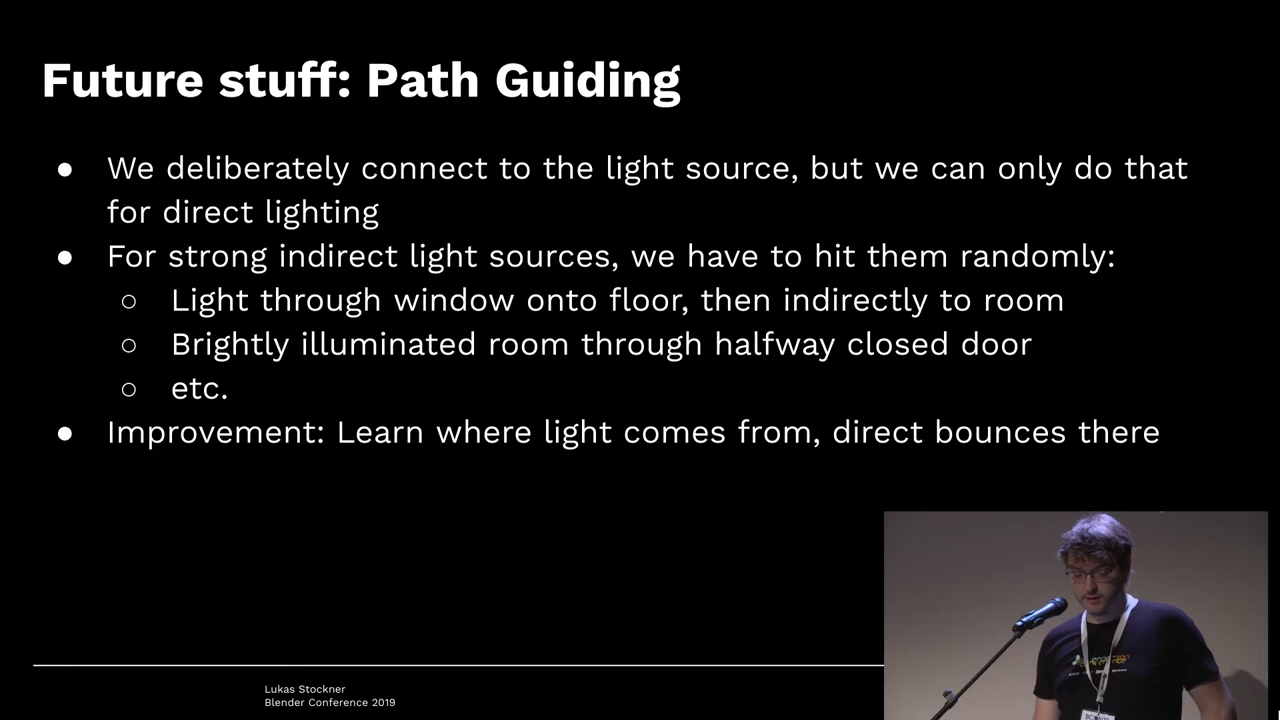 Future stuff: Path Guiding
● We deliberately connect to the light source, but we can only do that
for direct lighting
● For strong indirect light sources, we have to hit them randomly:
○ Light through window onto floor, then indirectly to room
○ Brightly illuminated room through halfway closed door
○ etc.
● Improvement: Learn where light comes from, direct bounces there
Lukas Stockner
Blender Conference 2019